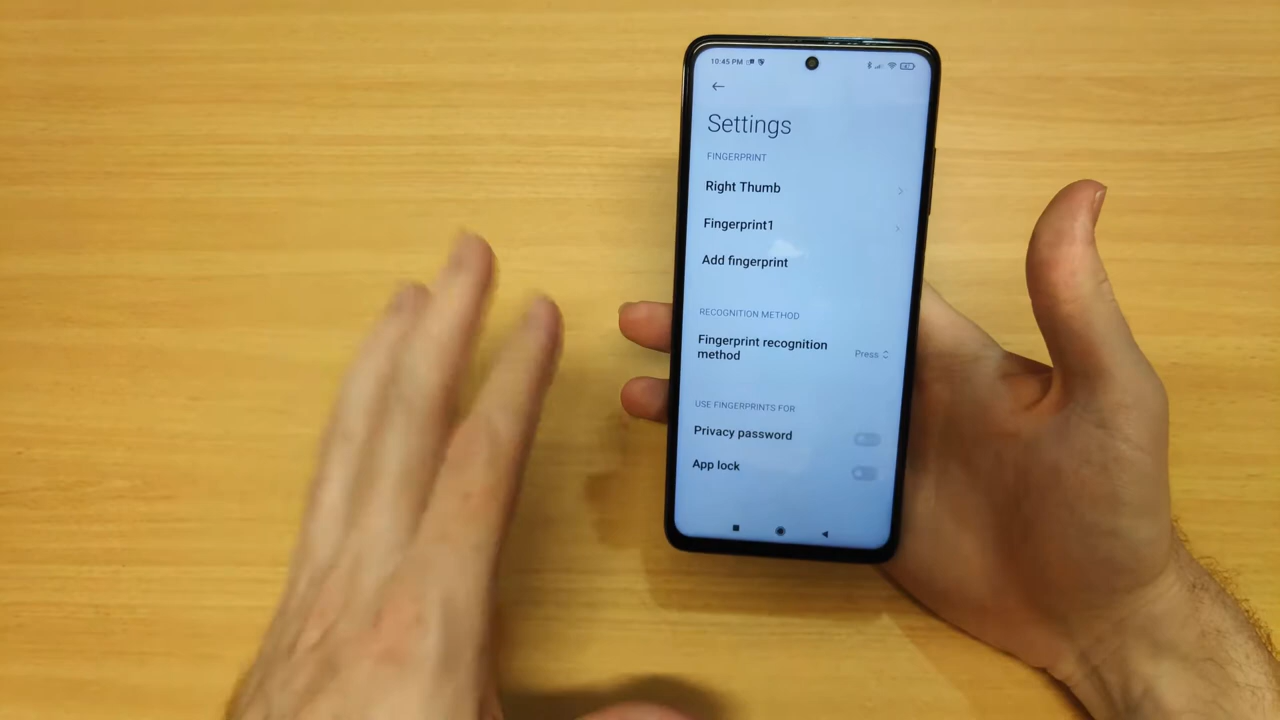 10:45 PM
Settings
FINGERPRINT
Right Thumb
Fingerprint1
Add fingerprint
RECOGNITION METHOD
Fingerprint recognition
method
Press
USE FINGERPRINTS FOR
Privacy password
App lock